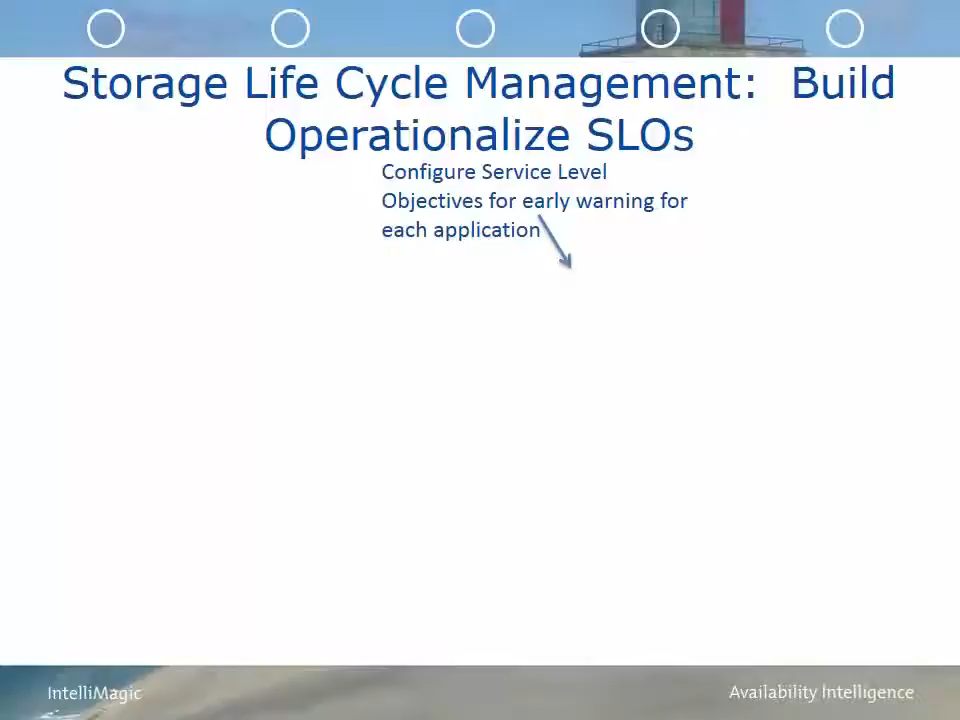 Storage Life Cycle Management:  Build
Operationalize SLOs
Configure Service Level
Objectives for early warning for
each application
IntelliMagic
Availability Intelligence